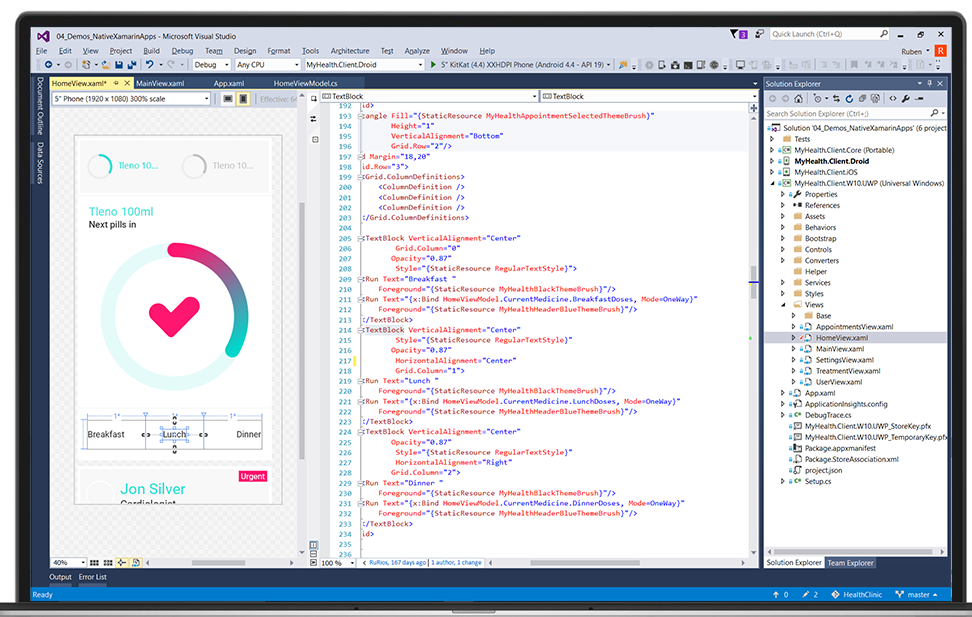 04_Demos_NativeXamarinApps - Microsoft Visual Studio
3
Quick Launch (Ctrl+Q)
File Edit View Project Build Debug Team Design Format Tools Architecture Test Analyze Window Help
Ruben R
Debug Any CPU MyHealth.Client.Droid 5" KitKat (4.4) XXHDPI Phone (Android 4.4 - API 19)
Document Outline
Data Sources
HomeView.xaml* MainView.xaml App.xaml HomeViewModel.cs
5" Phone (1920 x 1080) 300% scale
Tleno 10... Tleno 10...
Tleno 100ml
Next pills in
1* 1* 1*
Breakfast Lunch Dinner
Urgent
Jon Silver
40%
TextBlock TextBlock
192 id>
193 tangle Fill="{StaticResource MyHealthAppointmentSelectedThemeBrush}"
194 Height="1"
195 VerticalAlignment="Bottom"
196 Grid.Row="2"/>
197 d Margin="18,20"
198 id.Row="3">
199 Grid.ColumnDefinitions>
200 <ColumnDefinition />
201 <ColumnDefinition />
202 <ColumnDefinition />
203 /Grid.ColumnDefinitions>
204
205 TextBlock VerticalAlignment="Center"
206 Grid.Column="0"
207 Opacity="0.87"
208 Style="{StaticResource RegularTextStyle}">
209 Run Text="Breakfast "
210 Foreground="{StaticResource MyHealthBlackThemeBrush}"/>
211 Run Text="{x:Bind HomeViewModel.CurrentMedicine.BreakfastDoses, Mode=OneWay}"
212 Foreground="{StaticResource MyHealthHeaderBlueThemeBrush}"/>
213 /TextBlock>
214 TextBlock VerticalAlignment="Center"
215 Style="{StaticResource RegularTextStyle}"
216 Opacity="0.87"
217 HorizontalAlignment="Center"
218 Grid.Column="1">
219 Run Text="Lunch "
220 Foreground="{StaticResource MyHealthBlackThemeBrush}"/>
221 Run Text="{x:Bind HomeViewModel.CurrentMedicine.LunchDoses, Mode=OneWay}"
222 Foreground="{StaticResource MyHealthHeaderBlueThemeBrush}"/>
223 /TextBlock>
224 TextBlock VerticalAlignment="Center"
225 Opacity="0.87"
226 Style="{StaticResource RegularTextStyle}"
227 HorizontalAlignment="Right"
228 Grid.Column="2">
229 Run Text="Dinner "
230 Foreground="{StaticResource MyHealthBlackThemeBrush}"/>
231 Run Text="{x:Bind HomeViewModel.CurrentMedicine.DinnerDoses, Mode=OneWay}"
232 Foreground="{StaticResource MyHealthHeaderBlueThemeBrush}"/>
233 /TextBlock>
234 id>
235
236
100 % RuRios, 167 days ago | 1 author, 1 change
Solution Explorer
Search Solution Explorer (Ctrl+;)
Solution '04_Demos_NativeXamarinApps' (6 project
Tests
MyHealth.Client.Core (Portable)
MyHealth.Client.Droid
MyHealth.Client.iOS
MyHealth.Client.W10.UWP (Universal Windows)
Properties
References
Assets
Behaviors
Bootstrap
Controls
Converters
Helper
Services
Styles
Views
Base
AppointmentsView.xaml
HomeView.xaml
MainView.xaml
SettingsView.xaml
TreatmentView.xaml
UserView.xaml
App.xaml
ApplicationInsights.config
DebugTrace.cs
MyHealth.Client.W10.UWP_StoreKey.pfx
MyHealth.Client.W10.UWP_TemporaryKey.pfx
Package.appxmanifest
Package.StoreAssociation.xml
project.json
Setup.cs
Solution Explorer Team Explorer
Output Error List
Ready
0 2 HealthClinic master